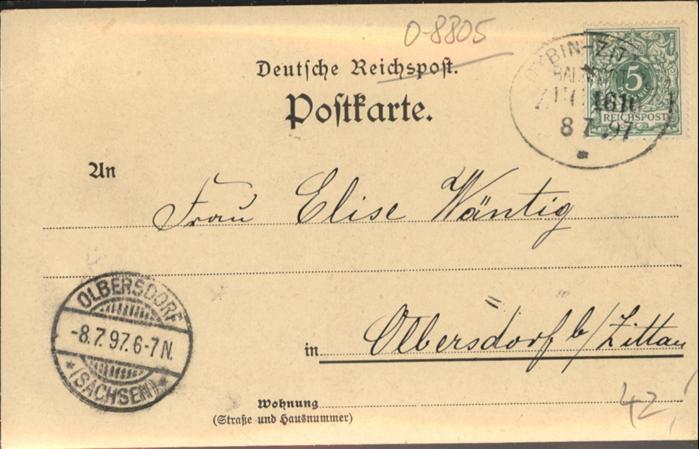 0-8805
Deutsche Reichspost.
Postkarte.
5
REICHSPOST
8 7 97
An
Frau Elise Wäntig
OLBERSDORF
-8.7.97.6-7N.
*(SACHSEN)*
in Olbersdorf b/Zittau
Wohnung
(Straße und Hausnummer)
42,